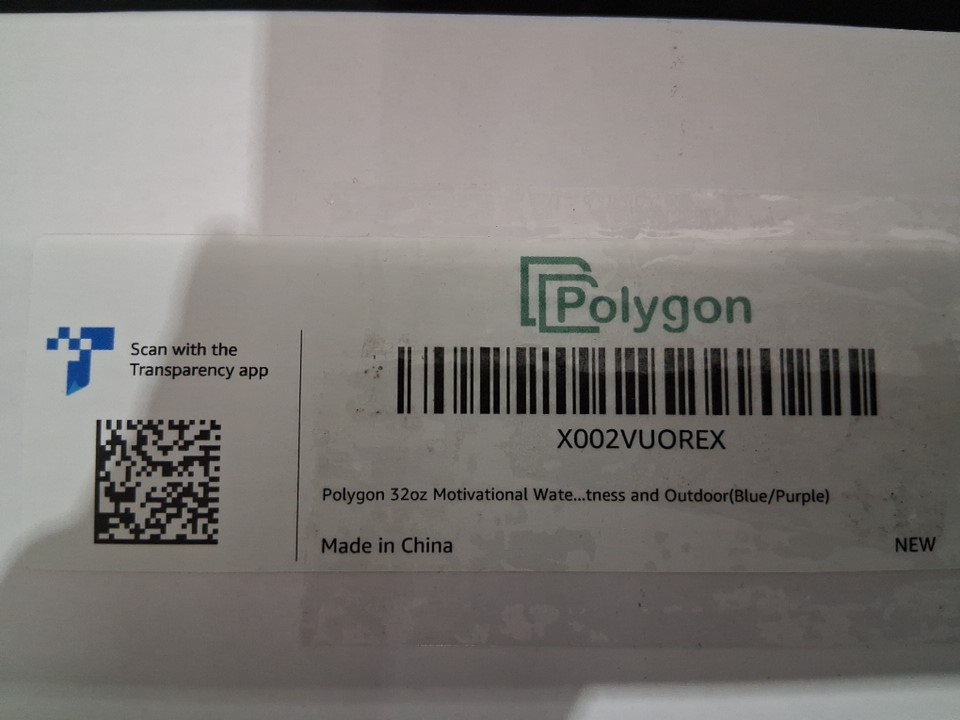 Polygon
Scan with the
Transparency app
X002VUOREX
Polygon 32oz Motivational Wate...tness and Outdoor(Blue/Purple)
Made in China
NEW